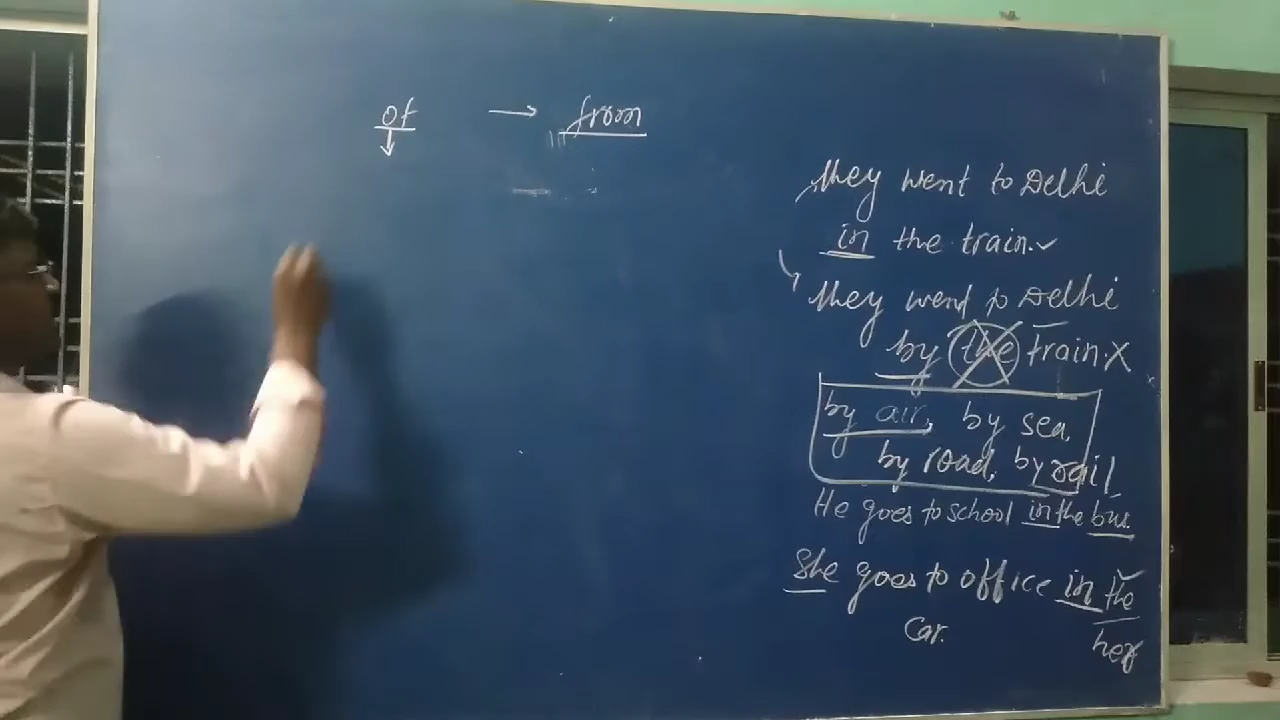 of → from
they went to Delhi
in the train. ✓
they went to Delhi
by the train. X
by air, by sea,
by road, by rail
He goes to school in the bus.
She goes to office in the
her
Car.